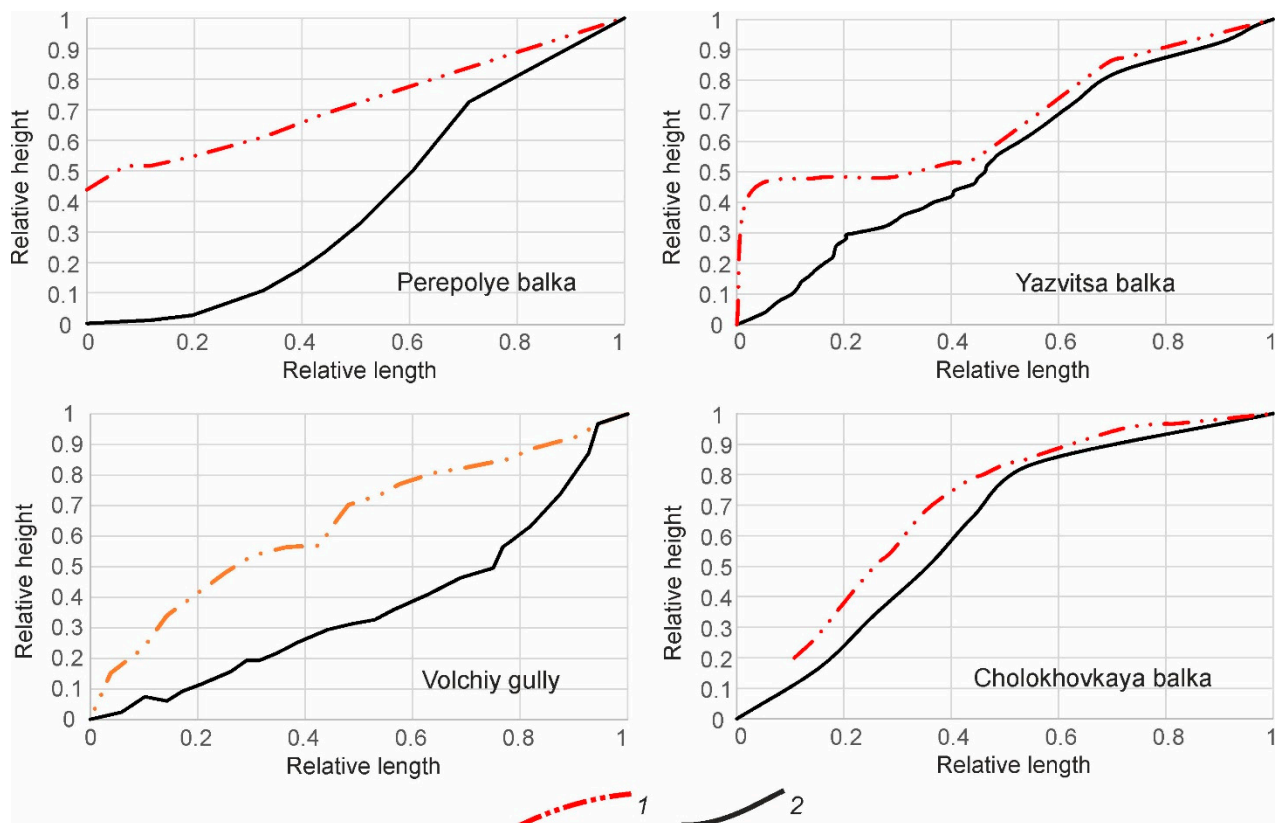 Relative height
1
0.9
0.8
0.7
0.6
0.5
0.4
0.3
0.2
0.1
0
Perepolye balka
0 0.2 0.4 0.6 0.8 1
Relative length
Relative height
1
0.9
0.8
0.7
0.6
0.5
0.4
0.3
0.2
0.1
0
Yazvitsa balka
0 0.2 0.4 0.6 0.8 1
Relative length
Relative height
1
0.9
0.8
0.7
0.6
0.5
0.4
0.3
0.2
0.1
0
Volchiy gully
0 0.2 0.4 0.6 0.8 1
Relative length
Relative height
1
0.9
0.8
0.7
0.6
0.5
0.4
0.3
0.2
0.1
0
Cholokhovkaya balka
0 0.2 0.4 0.6 0.8 1
Relative length
1 2